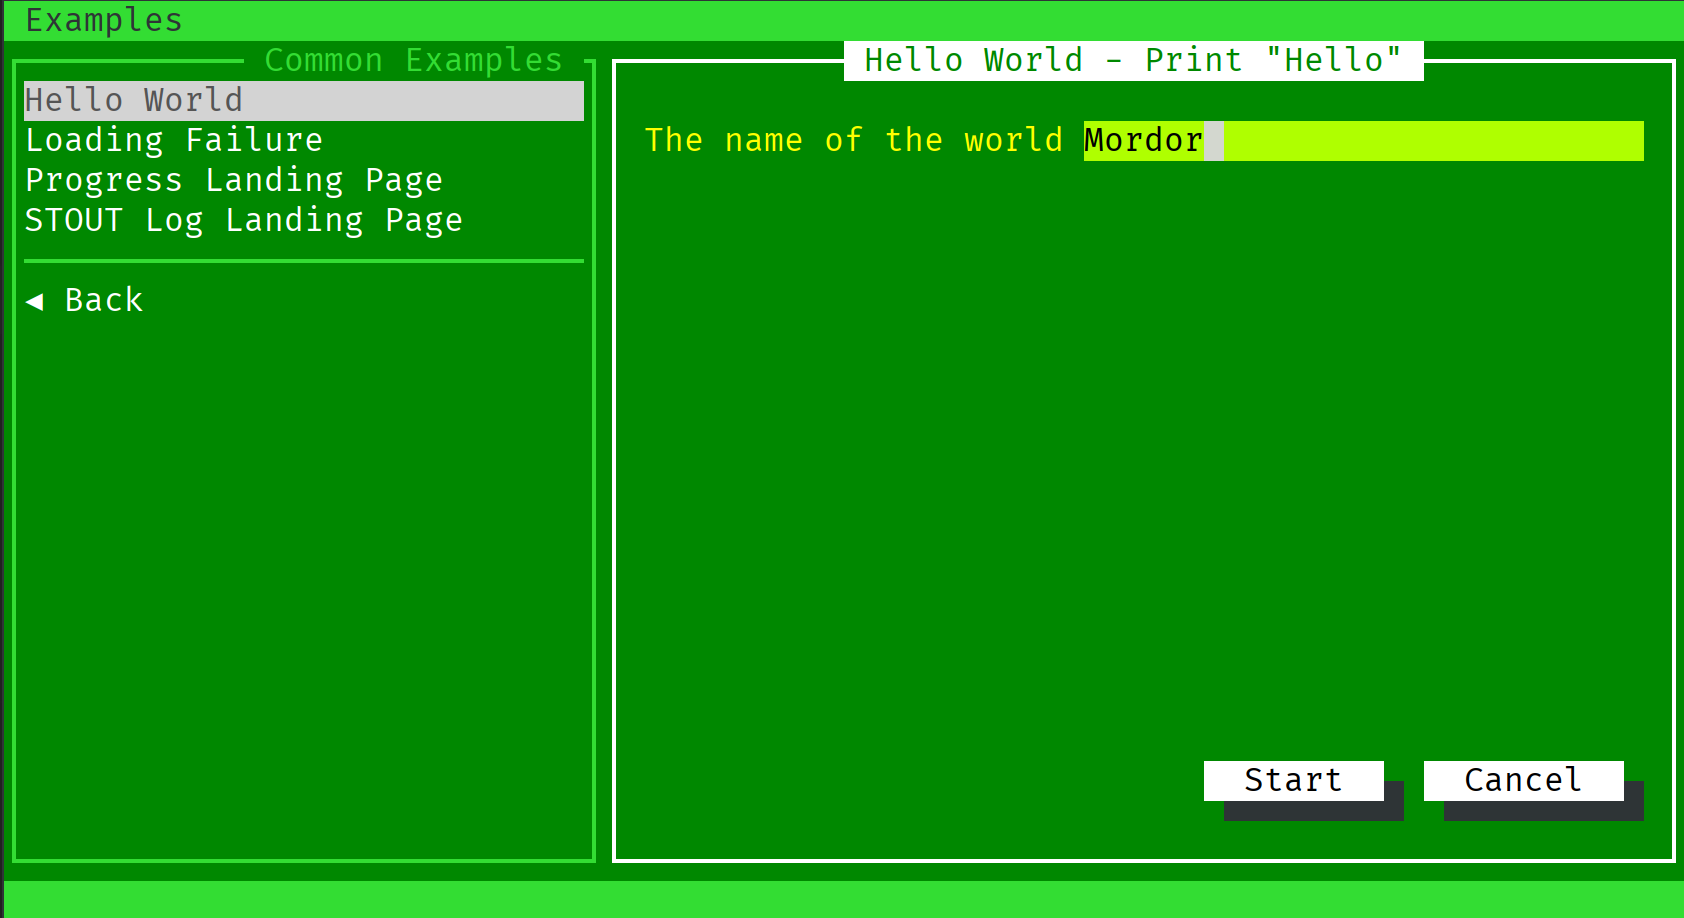 Examples
Common Examples
Hello World
Loading Failure
Progress Landing Page
STOUT Log Landing Page
◀ Back
Hello World - Print "Hello"
The name of the world Mordor
Start Cancel